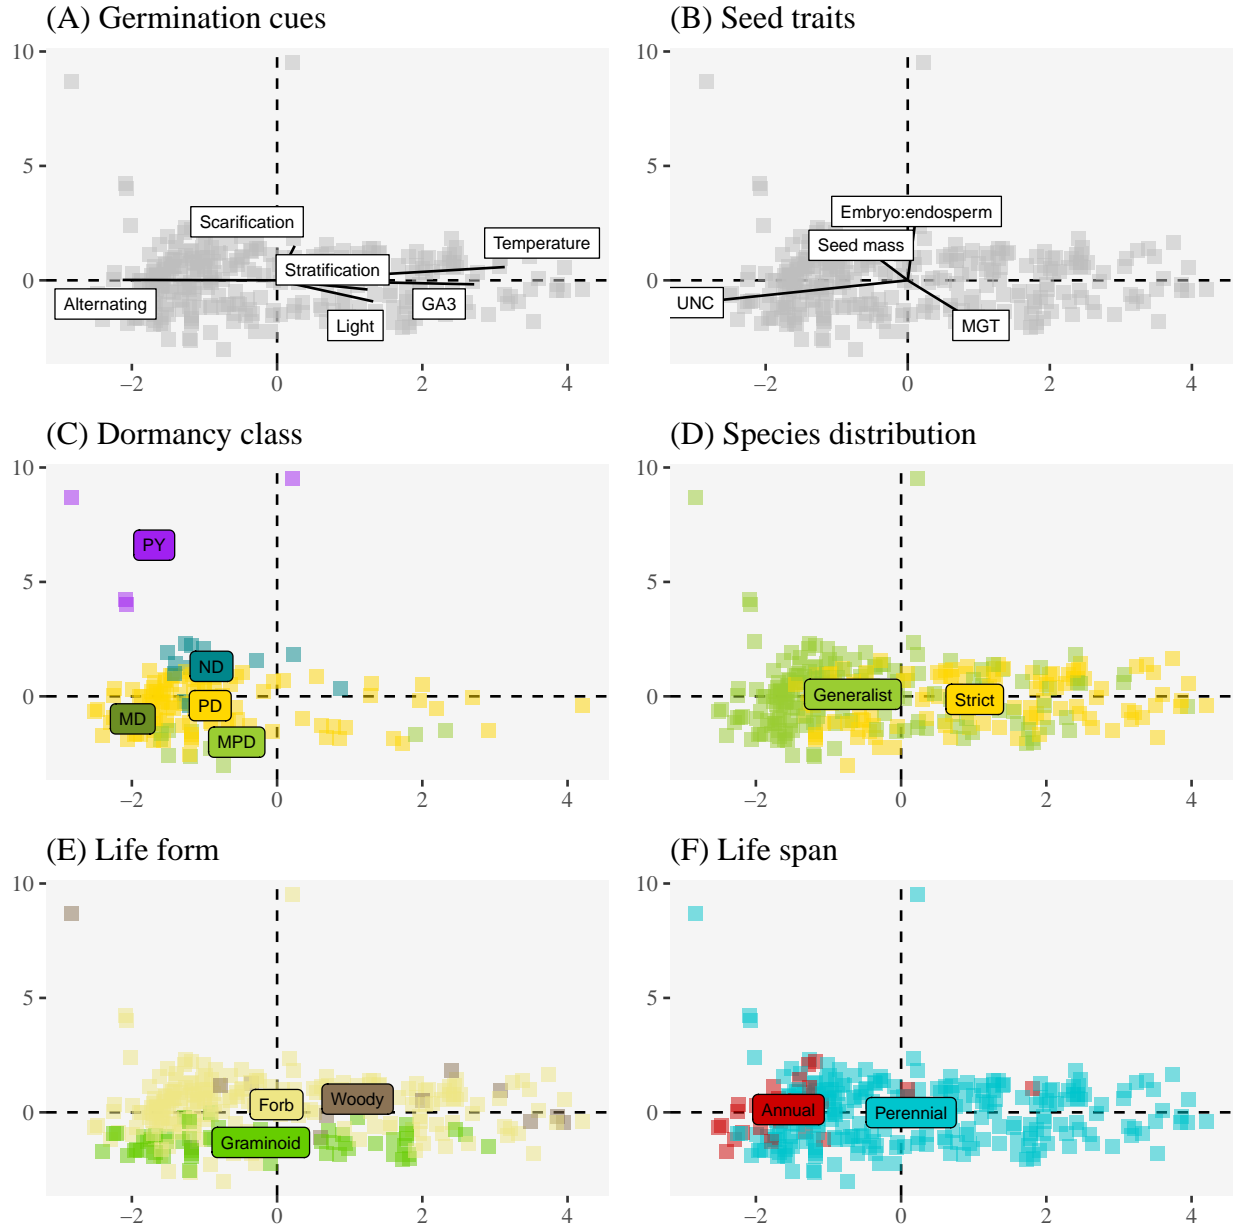 (A) Germination cues
(B) Seed traits
10
5
0
Scarification
Temperature
Stratification
Alternating
GA3
Light
−2
0
2
4
10
5
0
Embryo:endosperm
Seed mass
UNC
MGT
−2
0
2
4
(C) Dormancy class
(D) Species distribution
10
5
0
PY
ND
PD
MD
MPD
−2
0
2
4
10
5
0
Generalist
Strict
−2
0
2
4
(E) Life form
(F) Life span
10
5
0
Woody
Forb
Graminoid
−2
0
2
4
10
5
0
Annual
Perennial
−2
0
2
4